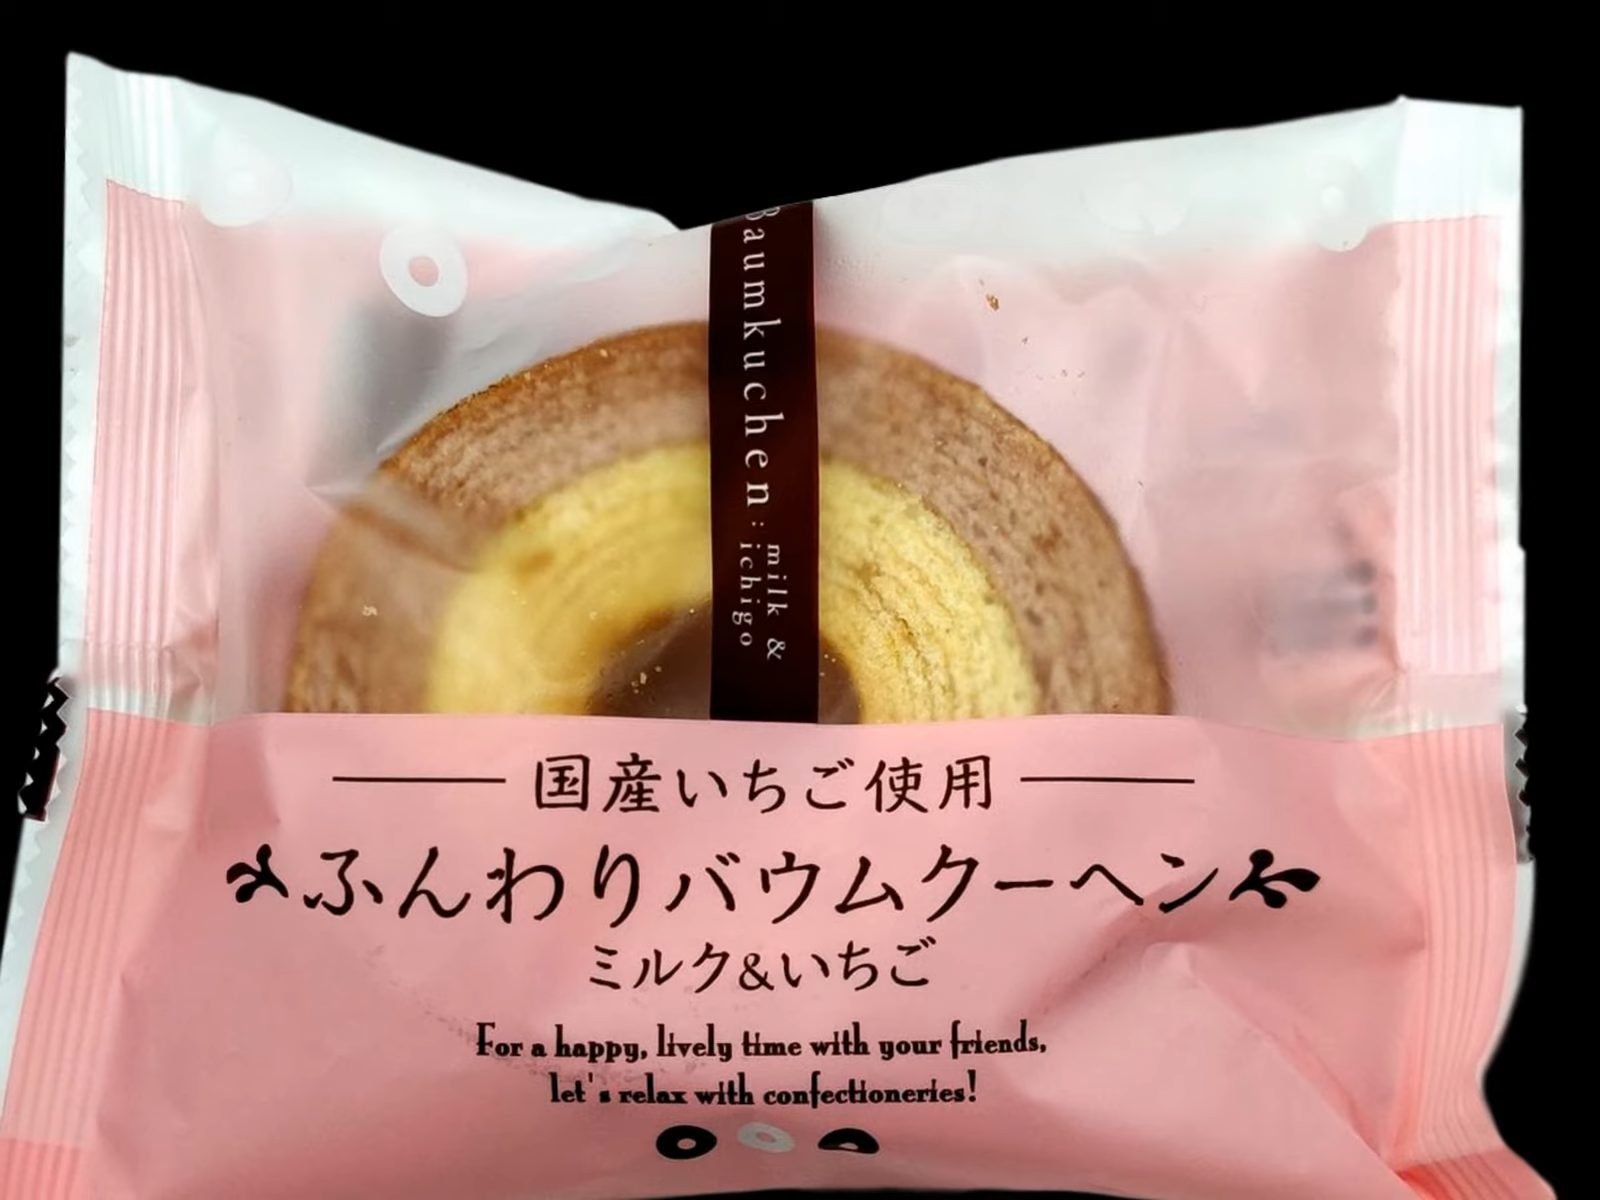 Baumkuchen: milk & ichigo
国産いちご使用
ふんわりバウムクーヘン
ミルク&いちご
For a happy, lively time with your friends,
let's relax with confectioneries!